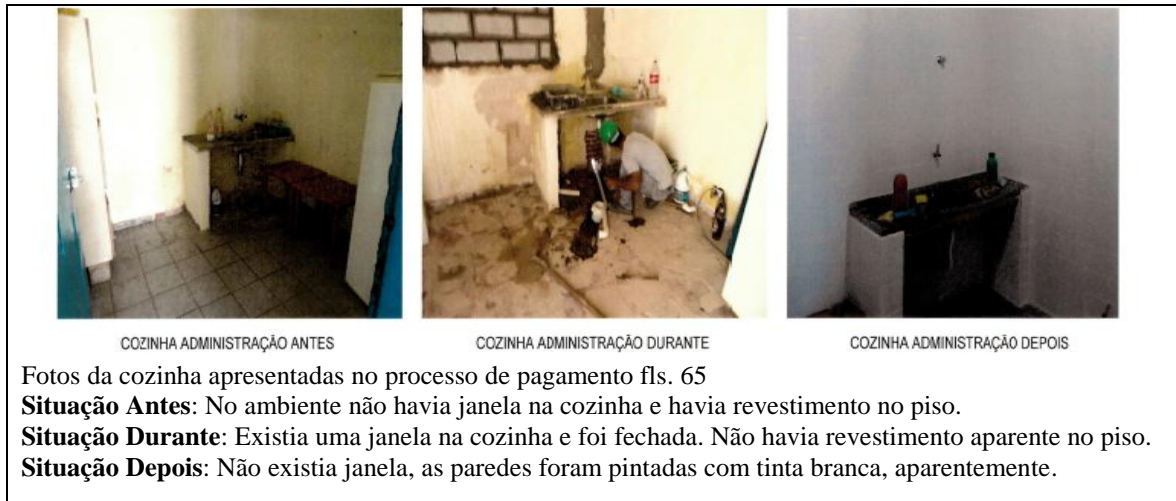 COZINHA ADMINISTRAÇÃO ANTES
COZINHA ADMINISTRAÇÃO DURANTE
COZINHA ADMINISTRAÇÃO DEPOIS
Fotos da cozinha apresentadas no processo de pagamento fls. 65
Situação Antes: No ambiente não havia janela na cozinha e havia revestimento no piso.
Situação Durante: Existia uma janela na cozinha e foi fechada. Não havia revestimento aparente no piso.
Situação Depois: Não existia janela, as paredes foram pintadas com tinta branca, aparentemente.